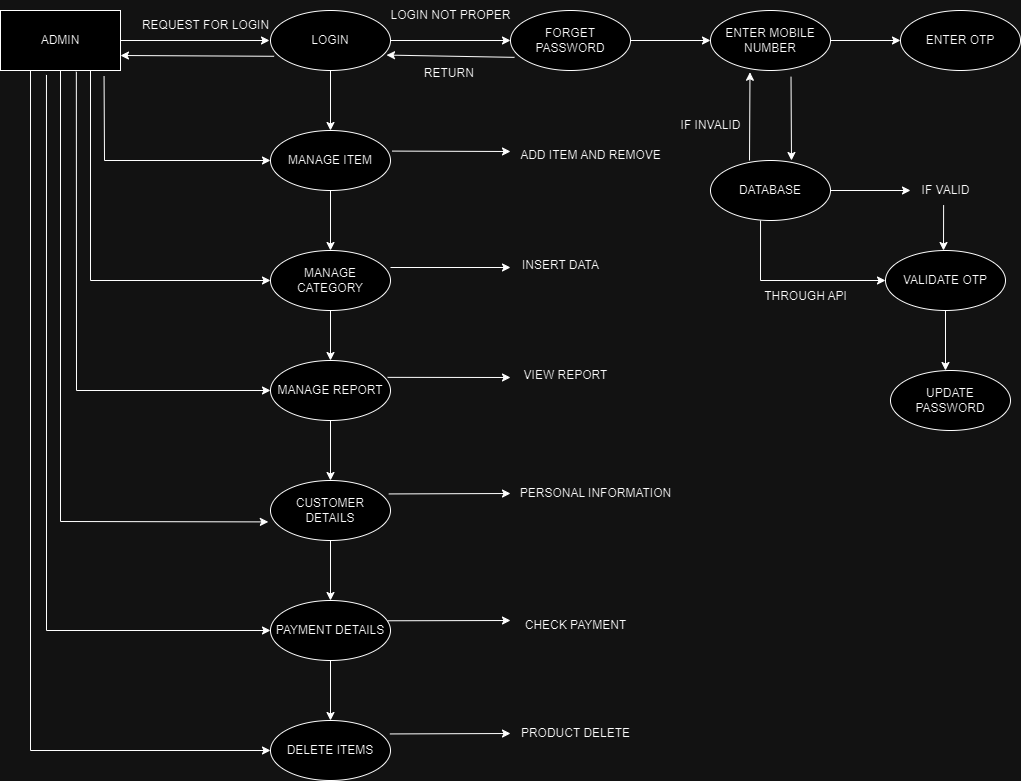 LOGIN NOT PROPER
REQUEST FOR LOGIN
ADMIN
LOGIN
FORGET
PASSWORD
ENTER MOBILE
NUMBER
ENTER OTP
RETURN
IF INVALID
MANAGE ITEM
ADD ITEM AND REMOVE
DATABASE
IF VALID
MANAGE
CATEGORY
INSERT DATA
VALIDATE OTP
THROUGH API
MANAGE REPORT
VIEW REPORT
UPDATE
PASSWORD
CUSTOMER
DETAILS
PERSONAL INFORMATION
PAYMENT DETAILS
CHECK PAYMENT
DELETE ITEMS
PRODUCT DELETE